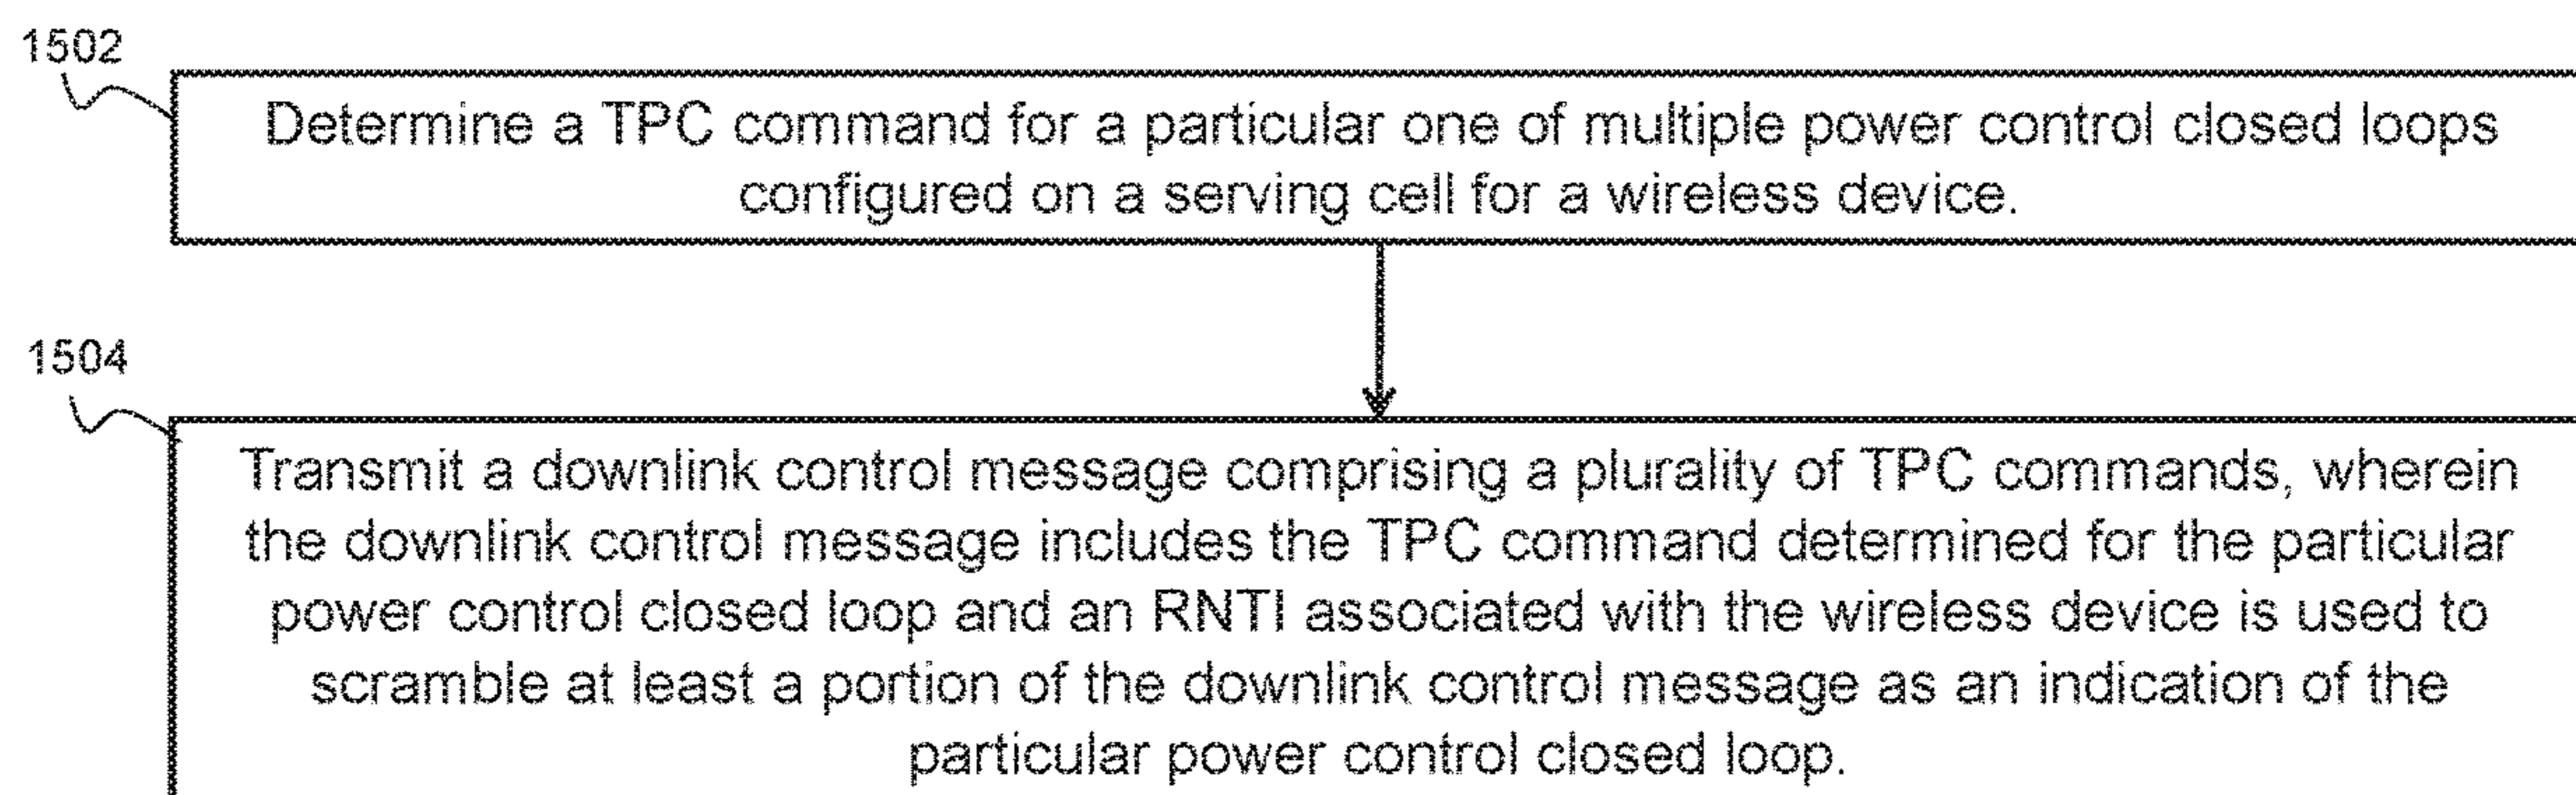 1502
Determine a TPC command for a particular one of multiple power control closed loops
configured on a serving cell for a wireless device.
1504
Transmit a downlink control message comprising a plurality of TPC commands, wherein
the downlink control message includes the TPC command determined for the particular
power control closed loop and an RNTI associated with the wireless device is used to
scramble at least a portion of the downlink control message as an indication of the
particular power control closed loop.